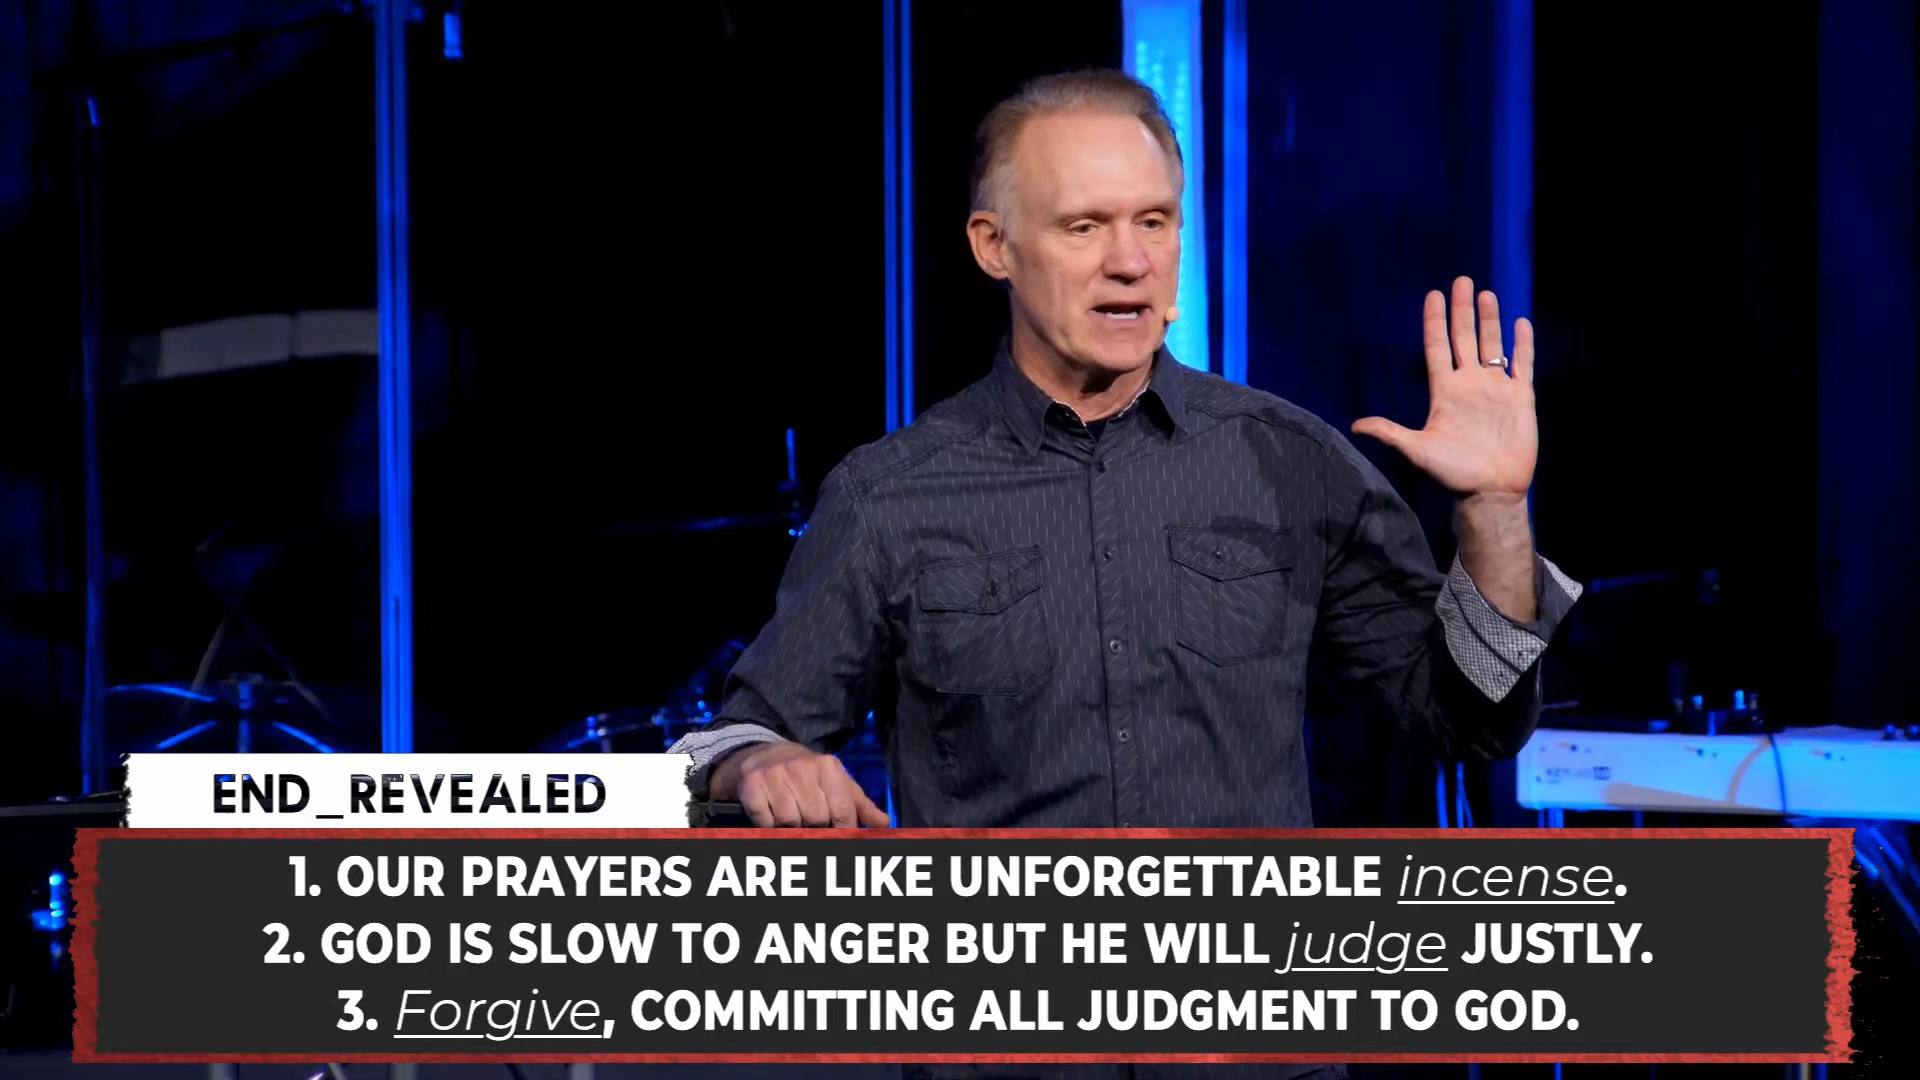 END_REVEALED
1. OUR PRAYERS ARE LIKE UNFORGETTABLE incense.
2. GOD IS SLOW TO ANGER BUT HE WILL judge JUSTLY.
3. Forgive, COMMITTING ALL JUDGMENT TO GOD.